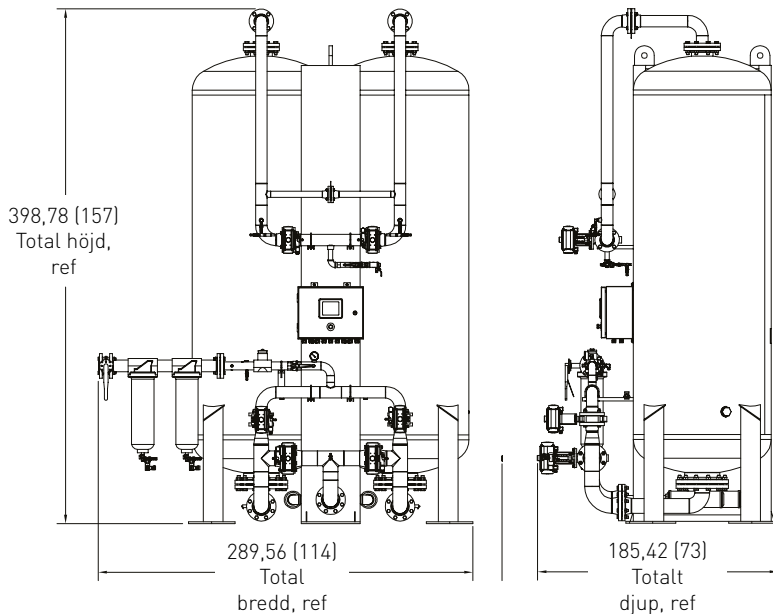 398,78 (157)
Total höjd,
ref
289,56 (114)
Total
bredd, ref
185,42 (73)
Totalt
djup, ref